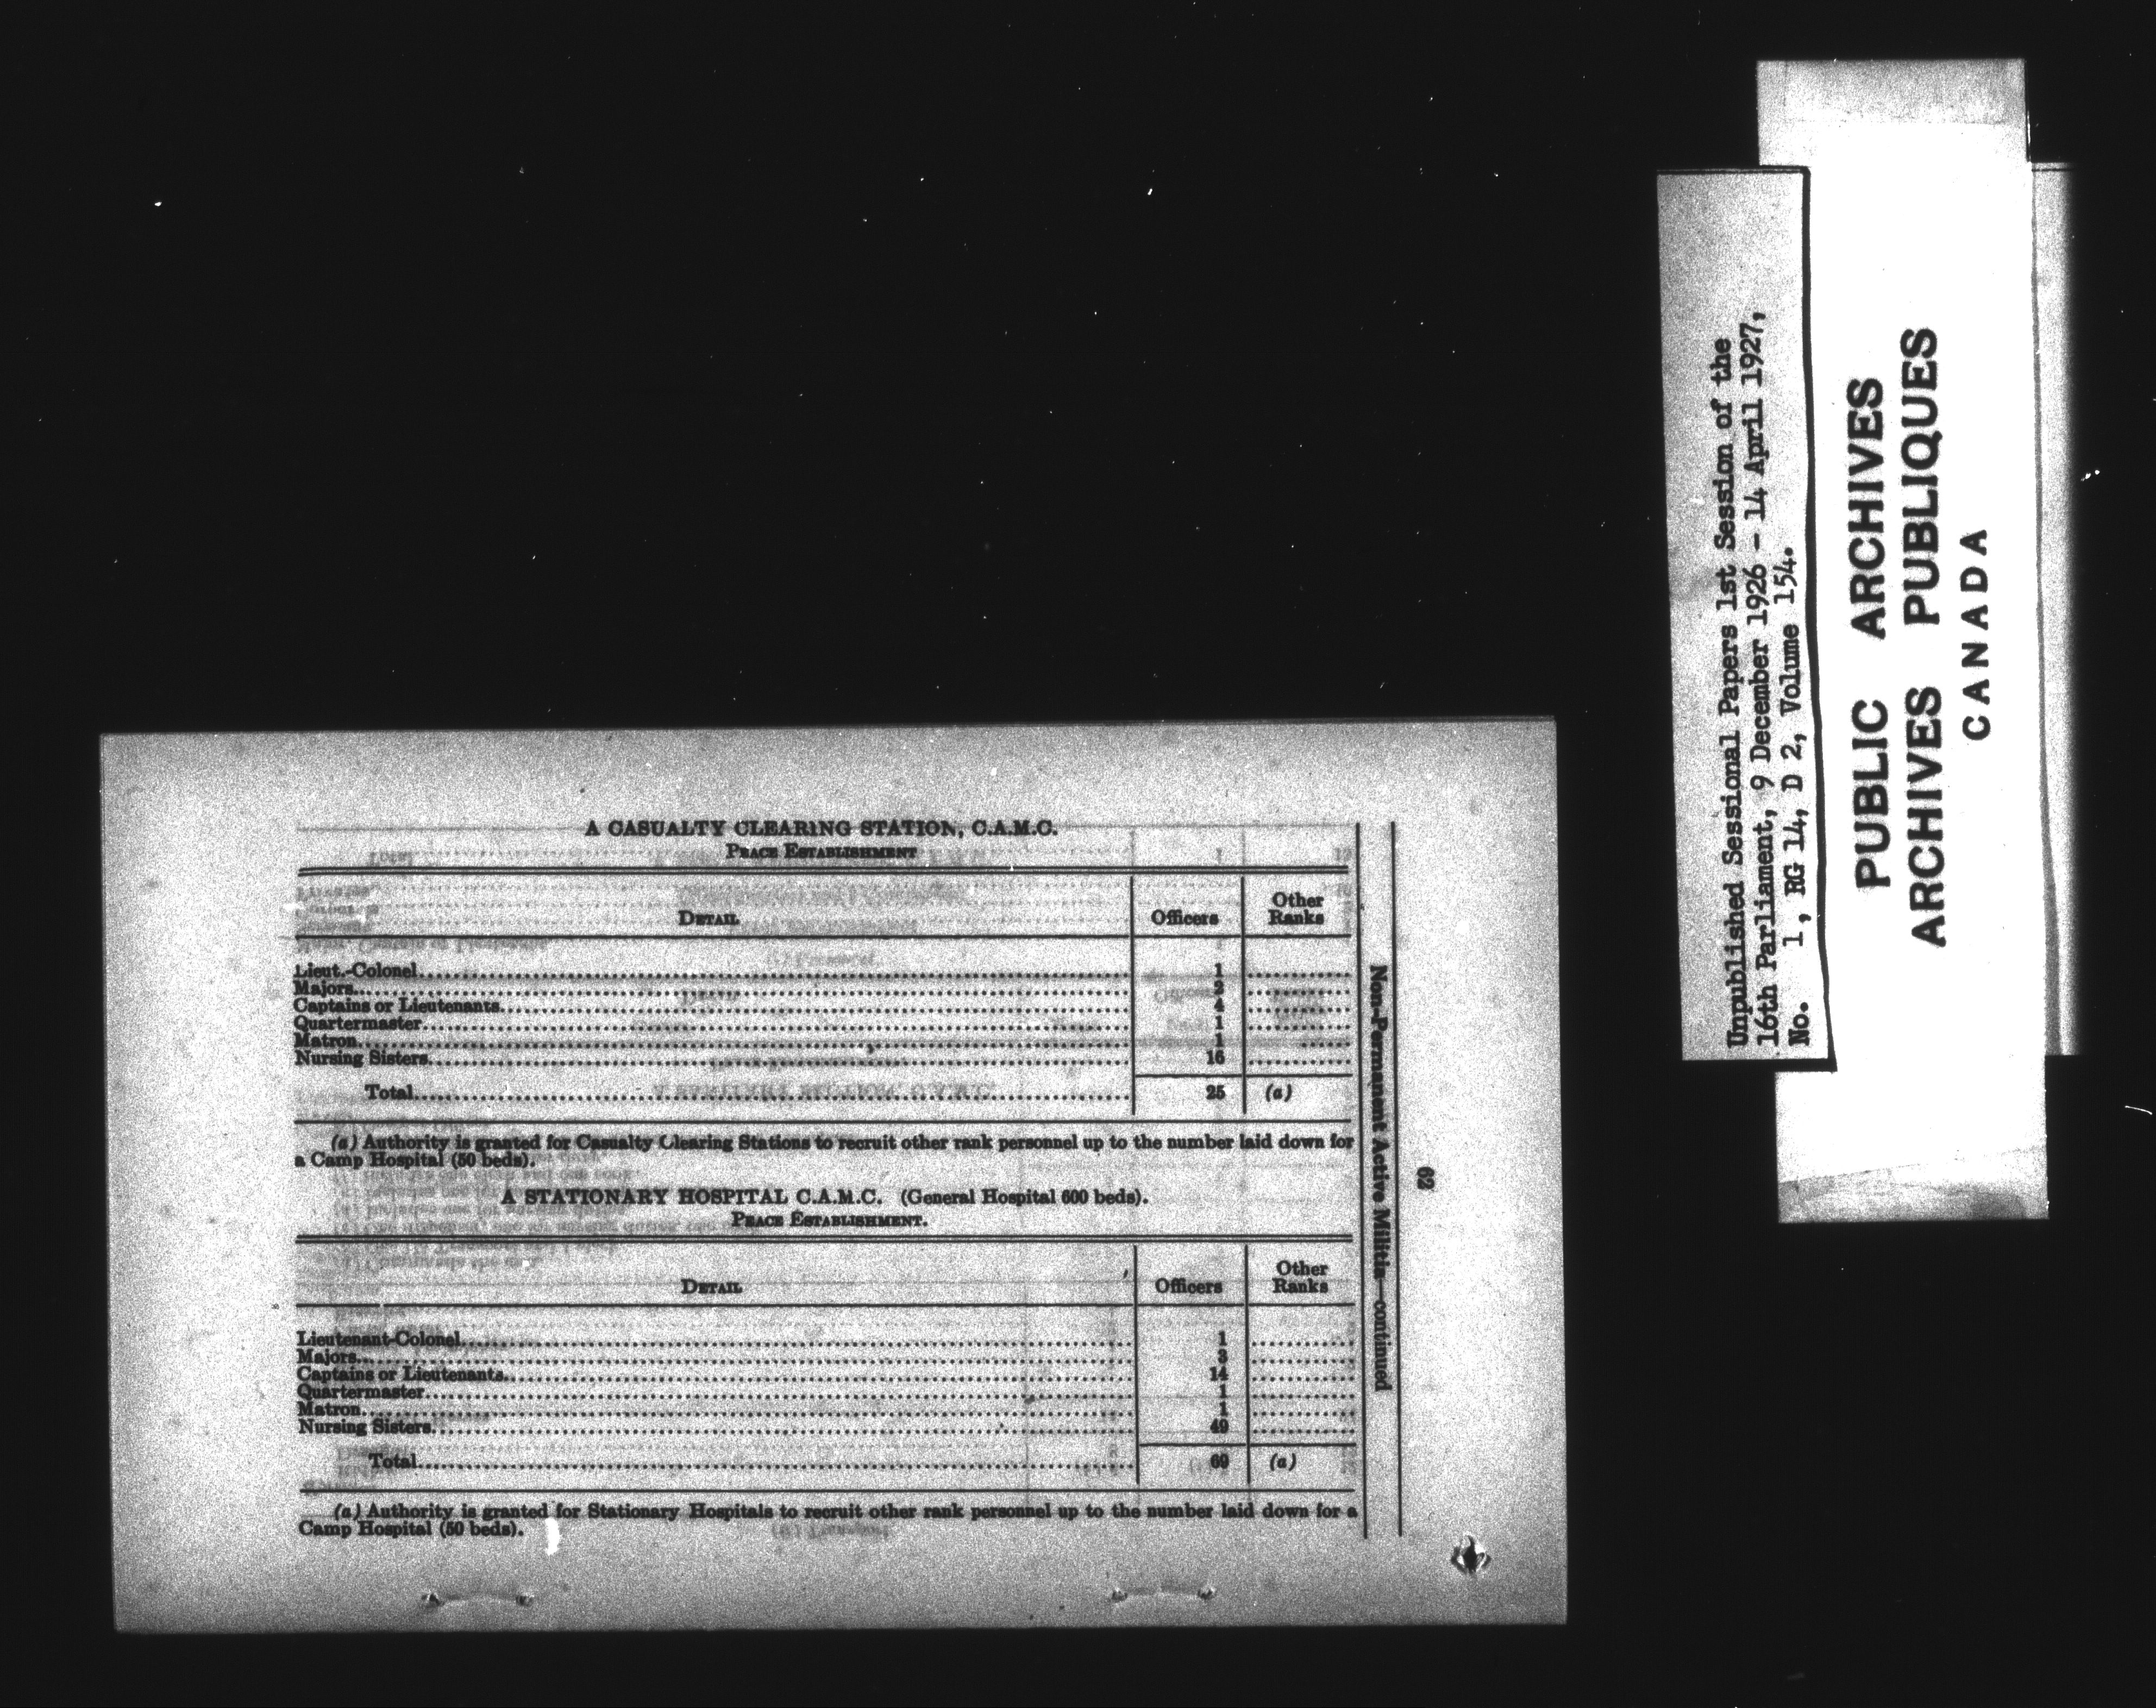 62
Non-Permanent Active Militia—continued
A CASUALTY CLEARING STATION, C.A.M.C.
PEACE ESTABLISHMENT
DETAIL Officers Other Ranks
Lieut.-Colonel 1
Majors 2
Captains or Lieutenants 4
Quartermaster 1
Matron 1
Nursing Sisters 16
Total 25 (a)
(a) Authority is granted for Casualty Clearing Stations to recruit other rank personnel up to the number laid down for
a Camp Hospital (50 beds).
A STATIONARY HOSPITAL C.A.M.C. (General Hospital 600 beds).
PEACE ESTABLISHMENT.
DETAIL Officers Other Ranks
Lieutenant-Colonel 1
Majors 3
Captains or Lieutenants 14
Quartermaster 1
Matron 1
Nursing Sisters 49
Total 69 (a)
(a) Authority is granted for Stationary Hospitals to recruit other rank personnel up to the number laid down for a
Camp Hospital (50 beds).
Unpublished Sessional Papers 1st Session of the
16th Parliament, 9 December 1926 - 14 April 1927,
No. 1, RG 14, D 2, Volume 154.
PUBLIC ARCHIVES
ARCHIVES PUBLIQUES
CANADA